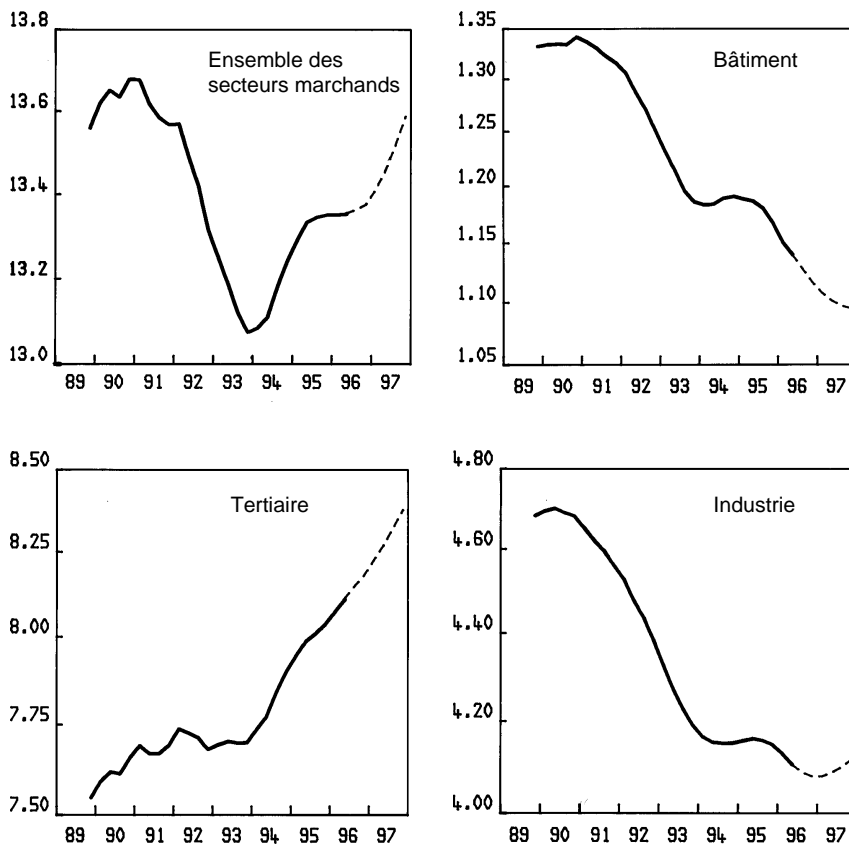 Ensemble des
secteurs marchands
13.8
13.6
13.4
13.2
13.0
89 90 91 92 93 94 95 96 97
Bâtiment
1.35
1.30
1.25
1.20
1.15
1.10
1.05
89 90 91 92 93 94 95 96 97
Tertiaire
8.50
8.25
8.00
7.75
7.50
89 90 91 92 93 94 95 96 97
Industrie
4.80
4.60
4.40
4.20
4.00
89 90 91 92 93 94 95 96 97